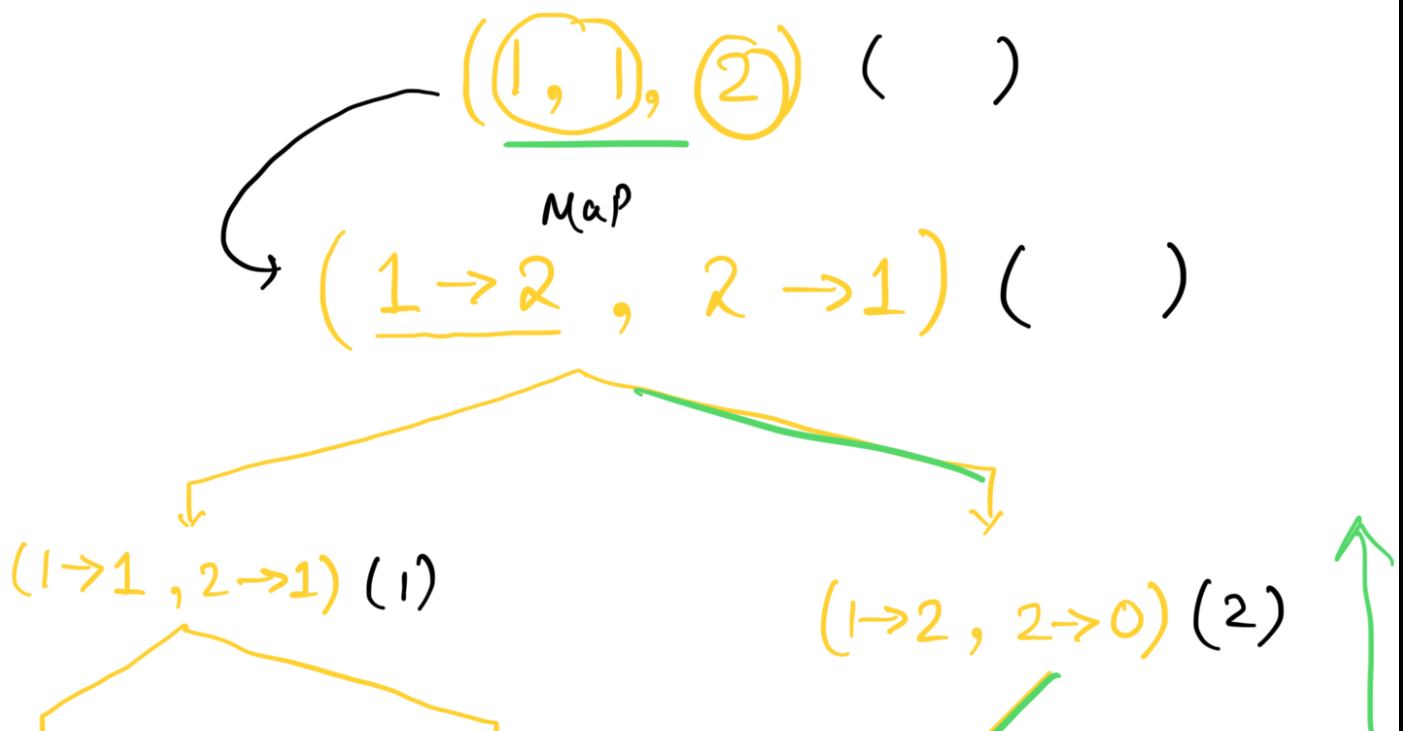 (1, 1, 2) ( )
MaP
(1→2, 2→1) ( )
(1→1, 2→1) (1)
(1→2, 2→0) (2)